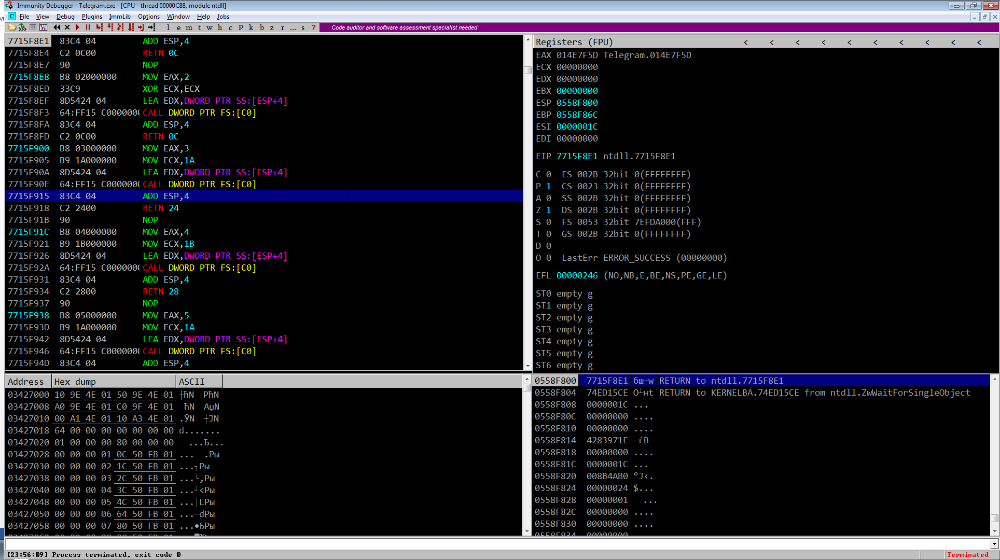 Immunity Debugger - Telegram.exe - [CPU - thread 00000C88, module ntdll]
C File View Debug Plugins ImmLib Options Window Help Jobs
l e m t w h c p k b z r ... s ? Code auditor and software assessment specialist needed
7715F8E1 83C4 04 ADD ESP,4
7715F8E4 C2 0C00 RETN 0C
7715F8E7 90 NOP
7715F8E8 B8 02000000 MOV EAX,2
7715F8ED 33C9 XOR ECX,ECX
7715F8EF 8D5424 04 LEA EDX,DWORD PTR SS:[ESP+4]
7715F8F3 64:FF15 C0000000 CALL DWORD PTR FS:[C0]
7715F8FA 83C4 04 ADD ESP,4
7715F8FD C2 0C00 RETN 0C
7715F900 B8 03000000 MOV EAX,3
7715F905 B9 1A000000 MOV ECX,1A
7715F90A 8D5424 04 LEA EDX,DWORD PTR SS:[ESP+4]
7715F90E 64:FF15 C0000000 CALL DWORD PTR FS:[C0]
7715F915 83C4 04 ADD ESP,4
7715F918 C2 2400 RETN 24
7715F91B 90 NOP
7715F91C B8 04000000 MOV EAX,4
7715F921 B9 1B000000 MOV ECX,1B
7715F926 8D5424 04 LEA EDX,DWORD PTR SS:[ESP+4]
7715F92A 64:FF15 C0000000 CALL DWORD PTR FS:[C0]
7715F931 83C4 04 ADD ESP,4
7715F934 C2 2800 RETN 28
7715F937 90 NOP
7715F938 B8 05000000 MOV EAX,5
7715F93D B9 1A000000 MOV ECX,1A
7715F942 8D5424 04 LEA EDX,DWORD PTR SS:[ESP+4]
7715F946 64:FF15 C0000000 CALL DWORD PTR FS:[C0]
7715F94D 83C4 04 ADD ESP,4
Registers (FPU) < < < < < < < < < <
EAX 014E7F5D Telegram.014E7F5D
ECX 00000000
EDX 00000000
EBX 00000000
ESP 0558F800
EBP 0558F86C
ESI 0000001C
EDI 00000000
EIP 7715F8E1 ntdll.7715F8E1
C 0 ES 002B 32bit 0(FFFFFFFF)
P 1 CS 0023 32bit 0(FFFFFFFF)
A 0 SS 002B 32bit 0(FFFFFFFF)
Z 1 DS 002B 32bit 0(FFFFFFFF)
S 0 FS 0053 32bit 7EFDA000(FFF)
T 0 GS 002B 32bit 0(FFFFFFFF)
D 0
O 0 LastErr ERROR_SUCCESS (00000000)
EFL 00000246 (NO,NB,E,BE,NS,PE,GE,LE)
ST0 empty g
ST1 empty g
ST2 empty g
ST3 empty g
ST4 empty g
ST5 empty g
ST6 empty g
Address Hex dump ASCII
03427000 10 9E 4E 01 50 9E 4E 01 ┼ћN PћN
03427008 A0 9E 4E 01 C0 9F 4E 01 ћN АџN
03427010 00 A1 4E 01 10 A3 4E 01 .ЎN ┼JN
03427018 64 00 00 00 00 00 00 00 d.......
03427020 01 00 00 00 80 00 00 00 ...Ђ...
03427028 00 00 00 01 0C 50 FB 01 ... .Pы
03427030 00 00 00 02 1C 50 FB 01 ...┐Pы
03427038 00 00 00 03 2C 50 FB 01 ...└,Pы
03427040 00 00 00 04 3C 50 FB 01 ...┘<Pы
03427048 00 00 00 05 4C 50 FB 01 ...│LPы
03427050 00 00 00 06 64 50 FB 01 ...─dPы
03427058 00 00 00 07 80 50 FB 01 ...•ЂPы
0558F800 7715F8E1 бш┴w RETURN to ntdll.7715F8E1
0558F804 74ED15CE О┴нt RETURN to KERNELBA.74ED15CE from ntdll.ZwWaitForSingleObject
0558F808 0000001C ...
0558F80C 00000000 ....
0558F810 00000000 ....
0558F814 4283971E —ѓB
0558F818 00000000 ....
0558F81C 0000001C ...
0558F820 008B4AB0 °J‹.
0558F824 00000024 $...
0558F828 00000001 ...
0558F82C 00000000 ....
0558F830 00000000 ....
0558F834 00000000
[23:56:09] Process terminated, exit code 0
Terminated